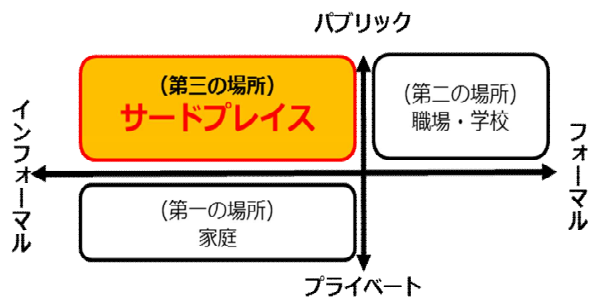 パブリック
(第三の場所)
サードプレイス
(第二の場所)
職場・学校
インフォーマル
フォーマル
(第一の場所)
家庭
プライベート